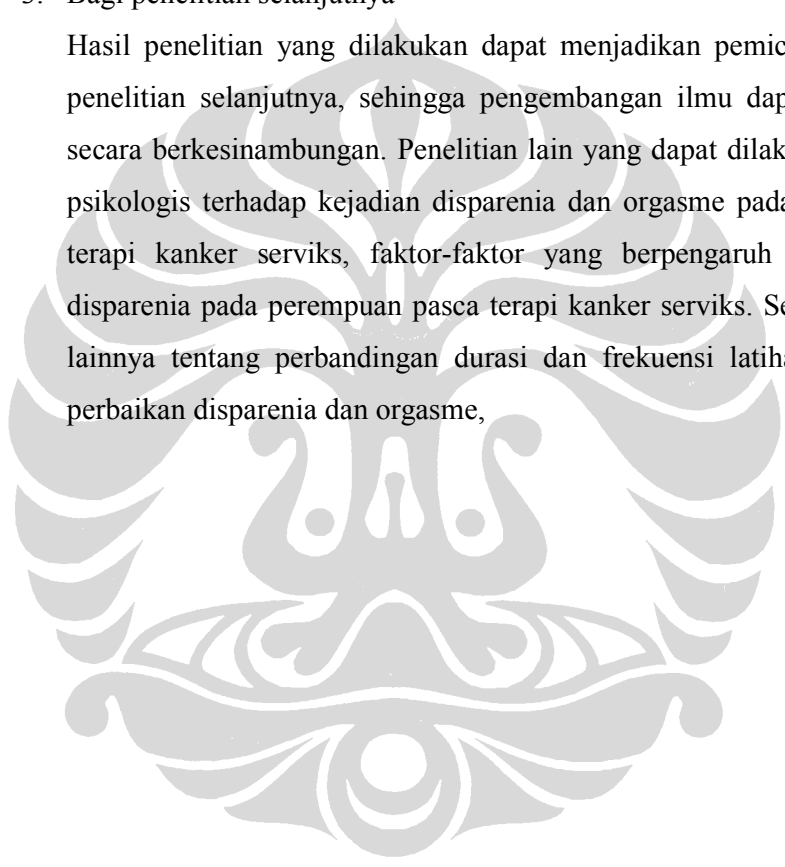 Bagi penelitian selanjutnya
Hasil penelitian yang dilakukan dapat menjadikan pemic
penelitian selanjutnya, sehingga pengembangan ilmu dap
secara berkesinambungan. Penelitian lain yang dapat dilak
psikologis terhadap kejadian disparenia dan orgasme pada
terapi kanker serviks, faktor-faktor yang berpengaruh
disparenia pada perempuan pasca terapi kanker serviks. Se
lainnya tentang perbandingan durasi dan frekuensi latiha
perbaikan disparenia dan orgasme,